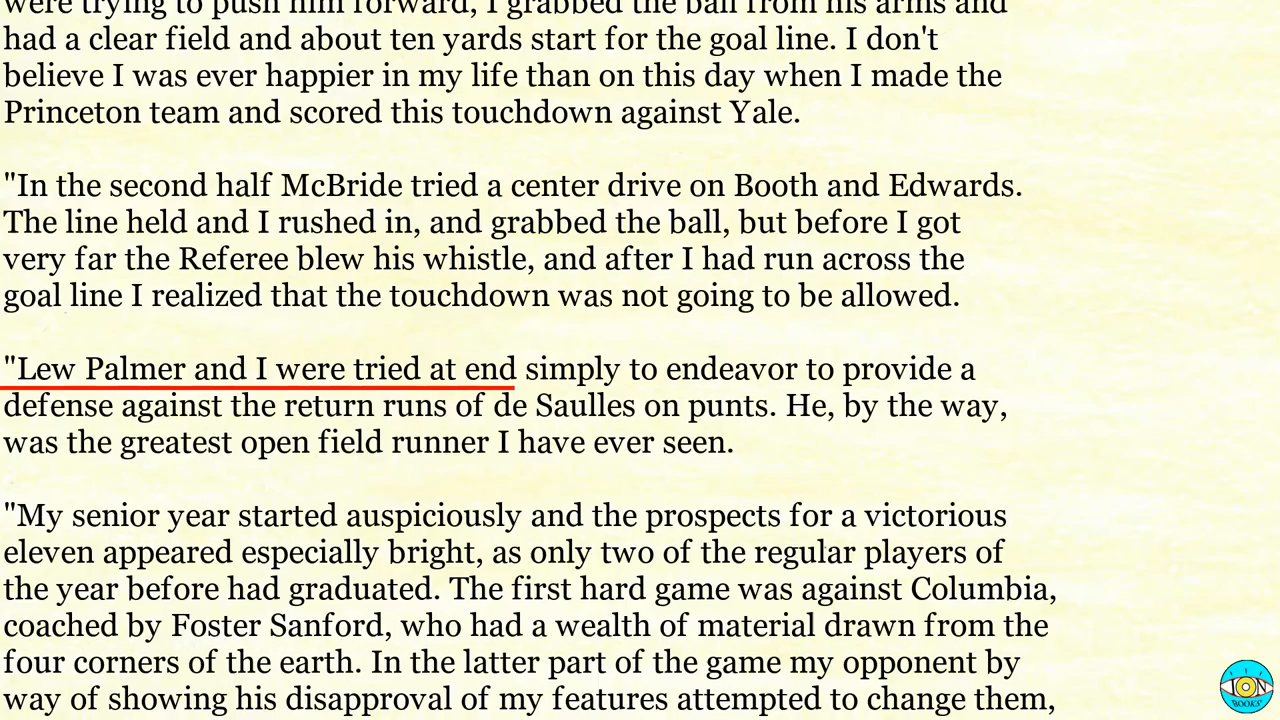 were trying to push him forward, I grabbed the ball from his arms and
had a clear field and about ten yards start for the goal line. I don't
believe I was ever happier in my life than on this day when I made the
Princeton team and scored this touchdown against Yale.
"In the second half McBride tried a center drive on Booth and Edwards.
The line held and I rushed in, and grabbed the ball, but before I got
very far the Referee blew his whistle, and after I had run across the
goal line I realized that the touchdown was not going to be allowed.
"Lew Palmer and I were tried at end simply to endeavor to provide a
defense against the return runs of de Saulles on punts. He, by the way,
was the greatest open field runner I have ever seen.
"My senior year started auspiciously and the prospects for a victorious
eleven appeared especially bright, as only two of the regular players of
the year before had graduated. The first hard game was against Columbia,
coached by Foster Sanford, who had a wealth of material drawn from the
four corners of the earth. In the latter part of the game my opponent by
way of showing his disapproval of my features attempted to change them,
ION
BOOKS